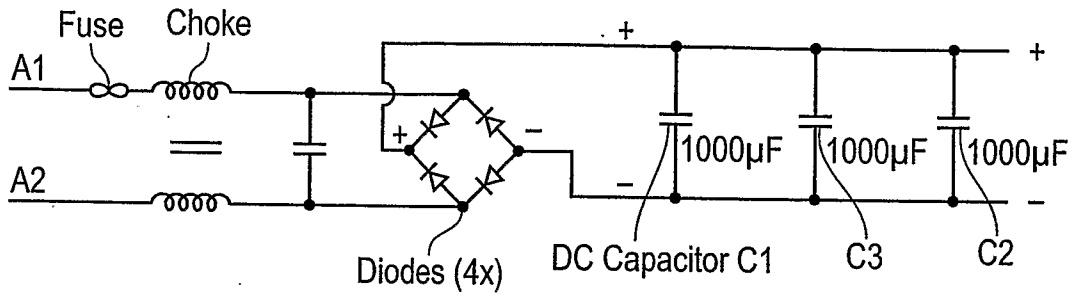 Fuse Choke
A1
A2
+ −
+
−
+
−
1000µF 1000µF 1000µF
Diodes (4x)
DC Capacitor C1
C3
C2